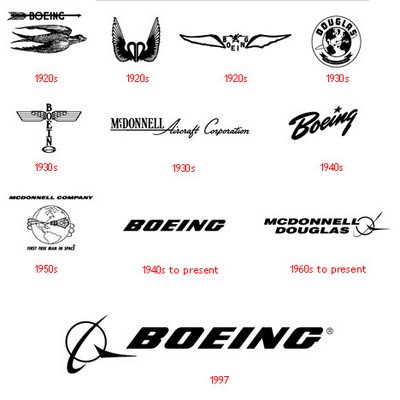 BOEING
BOEING
DOUGLAS
1920s
1920s
1920s
1930s
BOEING
McDONNELL Aircraft Corporation
Boeing
1930s
1930s
1940s
McDONNELL COMPANY
FIRST FREE MAN IN SPACE
BOEING
MCDONNELL
DOUGLAS
1950s
1940s to present
1960s to present
BOEING®
1997